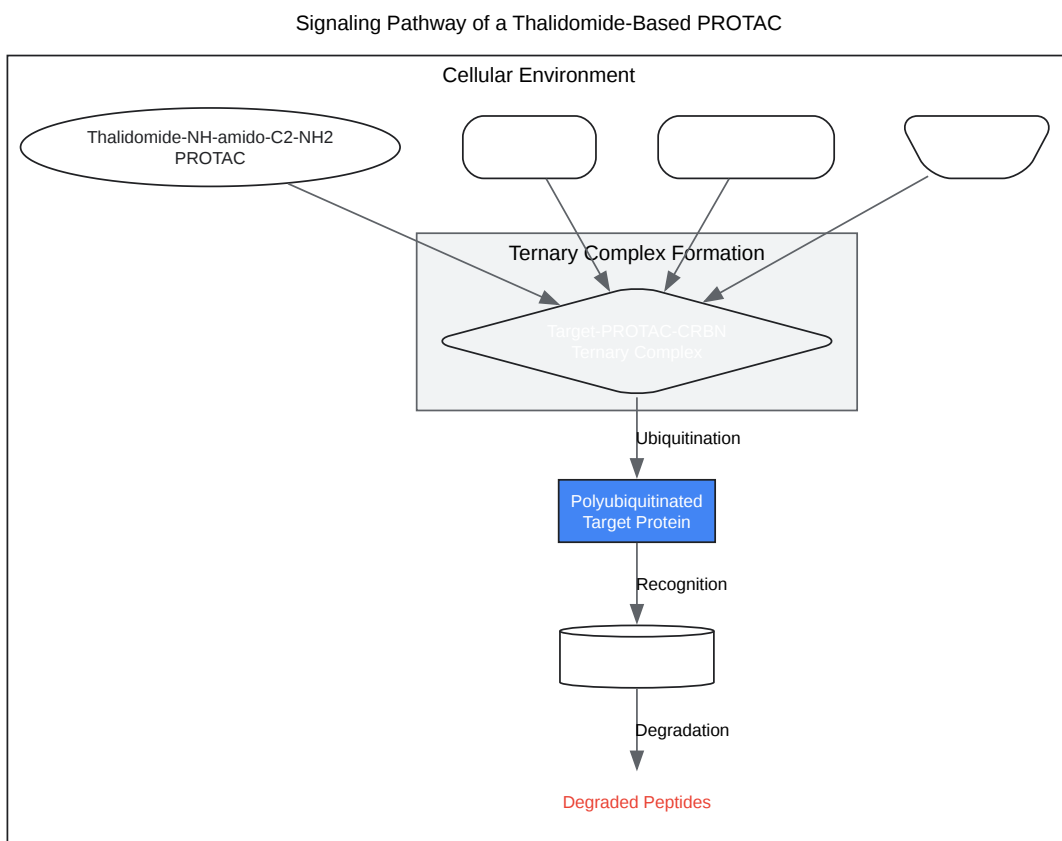 Signaling Pathway of a Thalidomide-Based PROTAC
Cellular Environment
Thalidomide-NH-amido-C2-NH2
PROTAC
Ternary Complex Formation
Target-PROTAC-CRBN
Ternary Complex
Ubiquitination
Polyubiquitinated
Target Protein
Recognition
Degradation
Degraded Peptides